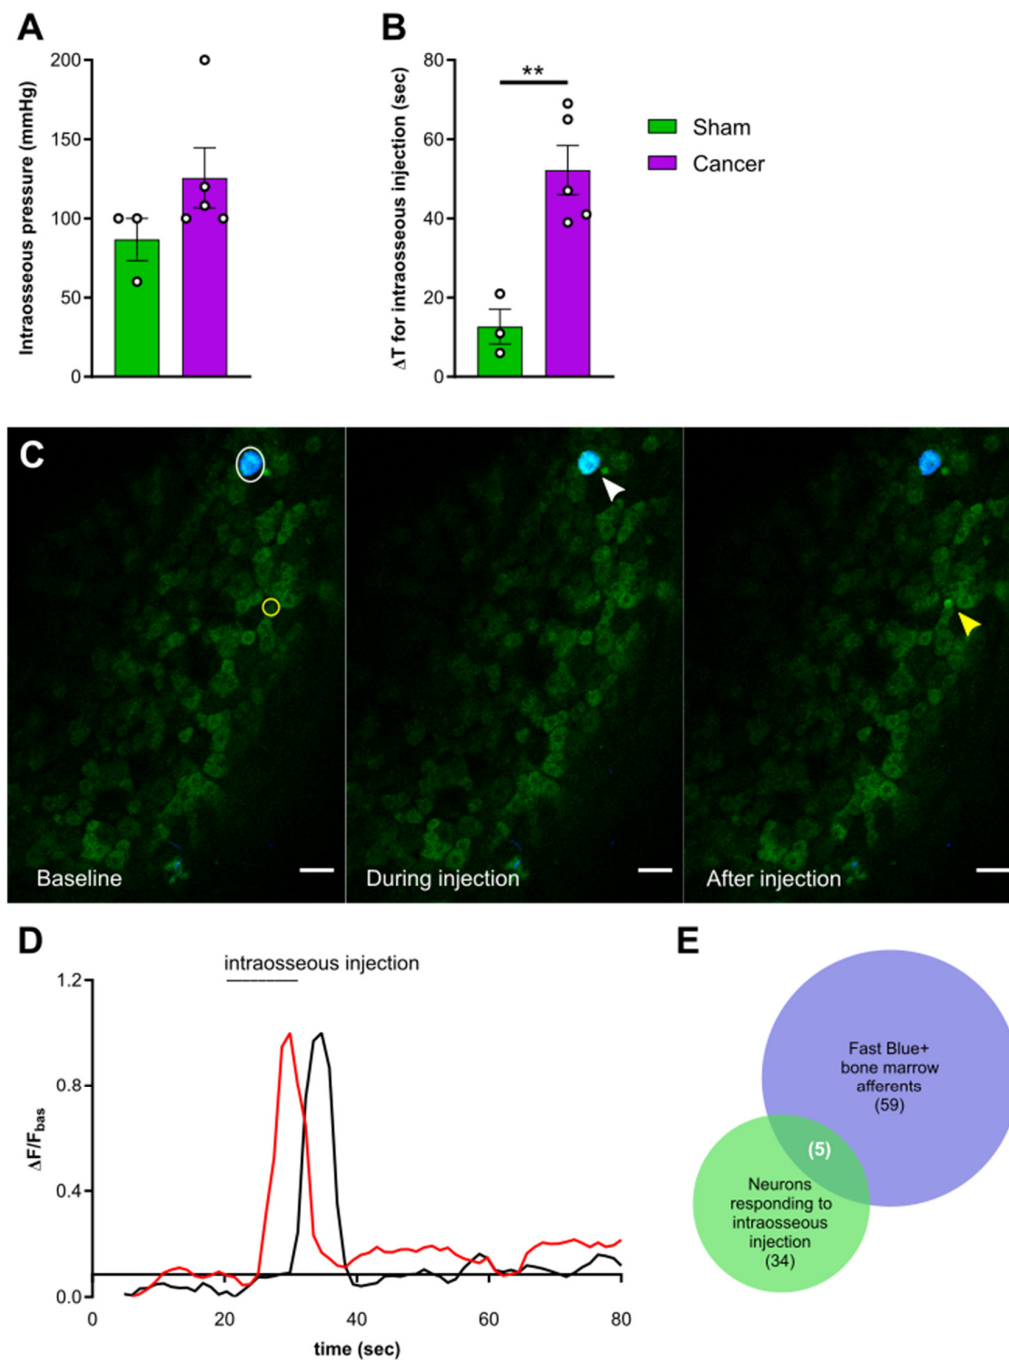 A
Intraosseous pressure (mmHg)
200
150
100
50
0
B
ΔT for intraosseous injection (sec)
80
60
40
20
0
**
Sham
Cancer
C
Baseline
During injection
After injection
D
intraosseous injection
ΔF/Fbas
1.2
0.8
0.4
0.0
0
20
40
60
80
time (sec)
E
Fast Blue+
bone marrow
afferents
(59)
(5)
Neurons
responding to
intraosseous
injection
(34)